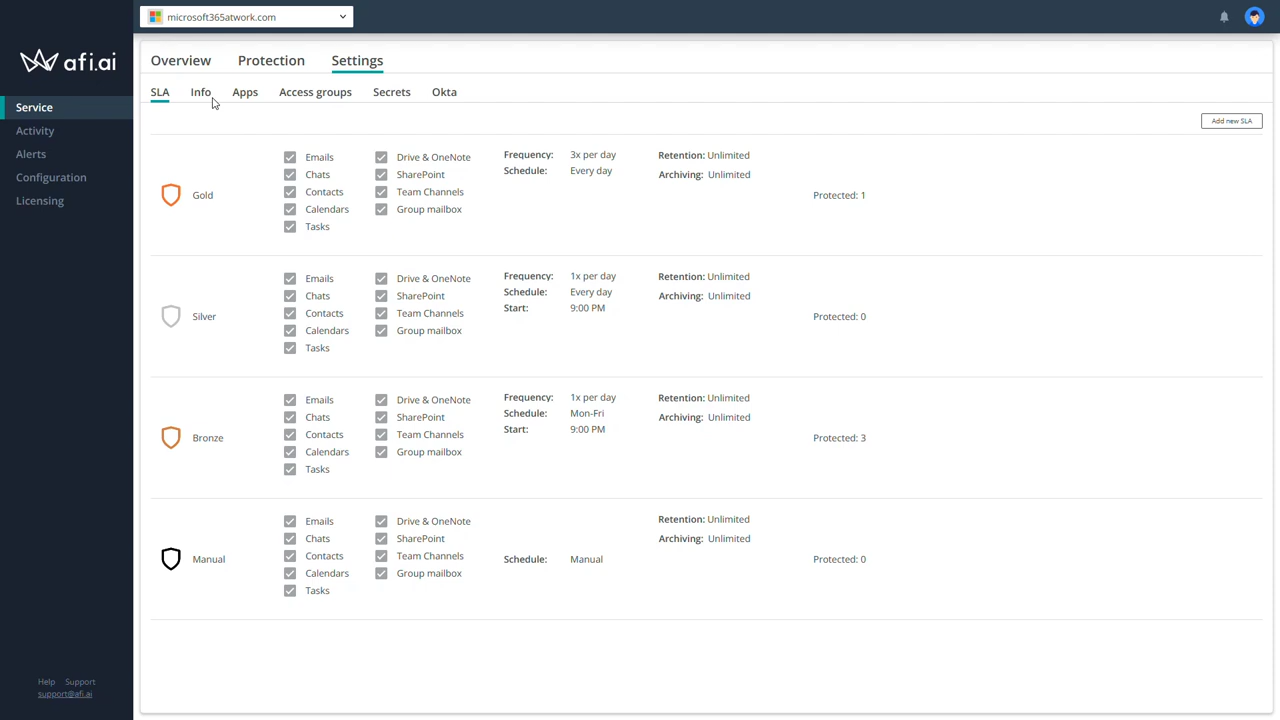 microsoft365atwork.com
afi.ai
Service
Activity
Alerts
Configuration
Licensing
Help Support
support@afi.ai
Overview Protection Settings
SLA Info Apps Access groups Secrets Okta
Add new SLA
Gold
Emails
Chats
Contacts
Calendars
Tasks
Drive & OneNote
SharePoint
Team Channels
Group mailbox
Frequency: 3x per day
Schedule: Every day
Retention: Unlimited
Archiving: Unlimited
Protected: 1
Silver
Emails
Chats
Contacts
Calendars
Tasks
Drive & OneNote
SharePoint
Team Channels
Group mailbox
Frequency: 1x per day
Schedule: Every day
Start: 9:00 PM
Retention: Unlimited
Archiving: Unlimited
Protected: 0
Bronze
Emails
Chats
Contacts
Calendars
Tasks
Drive & OneNote
SharePoint
Team Channels
Group mailbox
Frequency: 1x per day
Schedule: Mon-Fri
Start: 9:00 PM
Retention: Unlimited
Archiving: Unlimited
Protected: 3
Manual
Emails
Chats
Contacts
Calendars
Tasks
Drive & OneNote
SharePoint
Team Channels
Group mailbox
Schedule: Manual
Retention: Unlimited
Archiving: Unlimited
Protected: 0